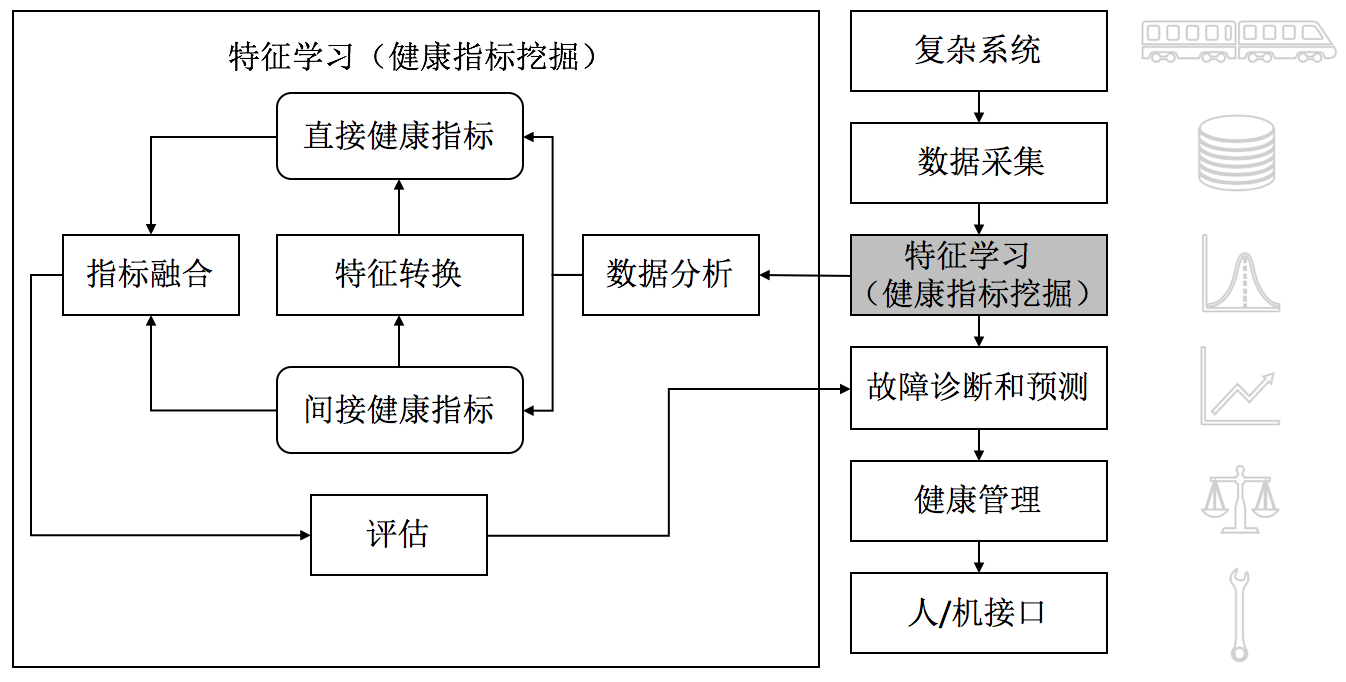 特征学习（健康指标挖掘）
直接健康指标
指标融合
特征转换
数据分析
间接健康指标
评估
复杂系统
数据采集
特征学习
（健康指标挖掘）
故障诊断和预测
健康管理
人/机接口